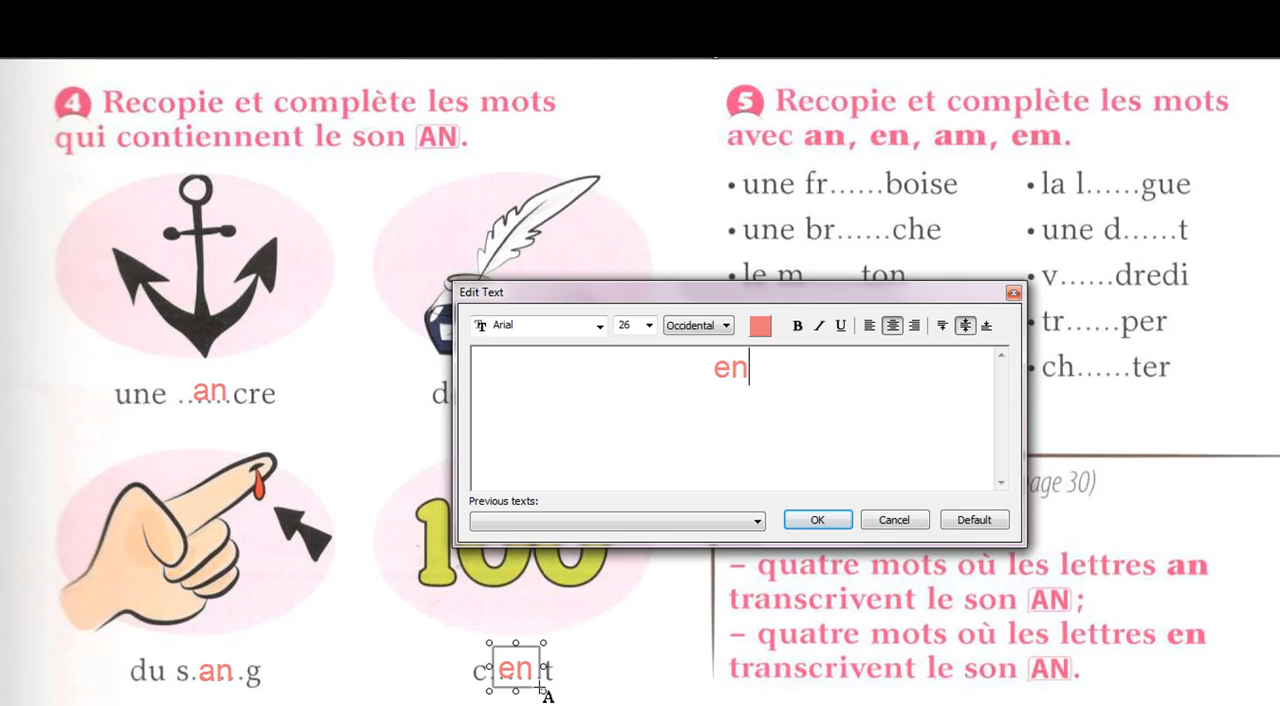 4 Recopie et complète les mots
qui contiennent le son AN.
une ..an..cre
d
du s.an.g
100
c en t
5 Recopie et complète les mots
avec an, en, am, em.
• une fr......boise
• une br......che
• le m ton
• la l......gue
• une d......t
• v......dredi
• tr......per
• ch......ter
Edit Text
Arial
26
Occidental
B I U
en
Previous texts:
OK
Cancel
Default
age 30)
– quatre mots où les lettres an
transcrivent le son AN ;
– quatre mots où les lettres en
transcrivent le son AN.
A